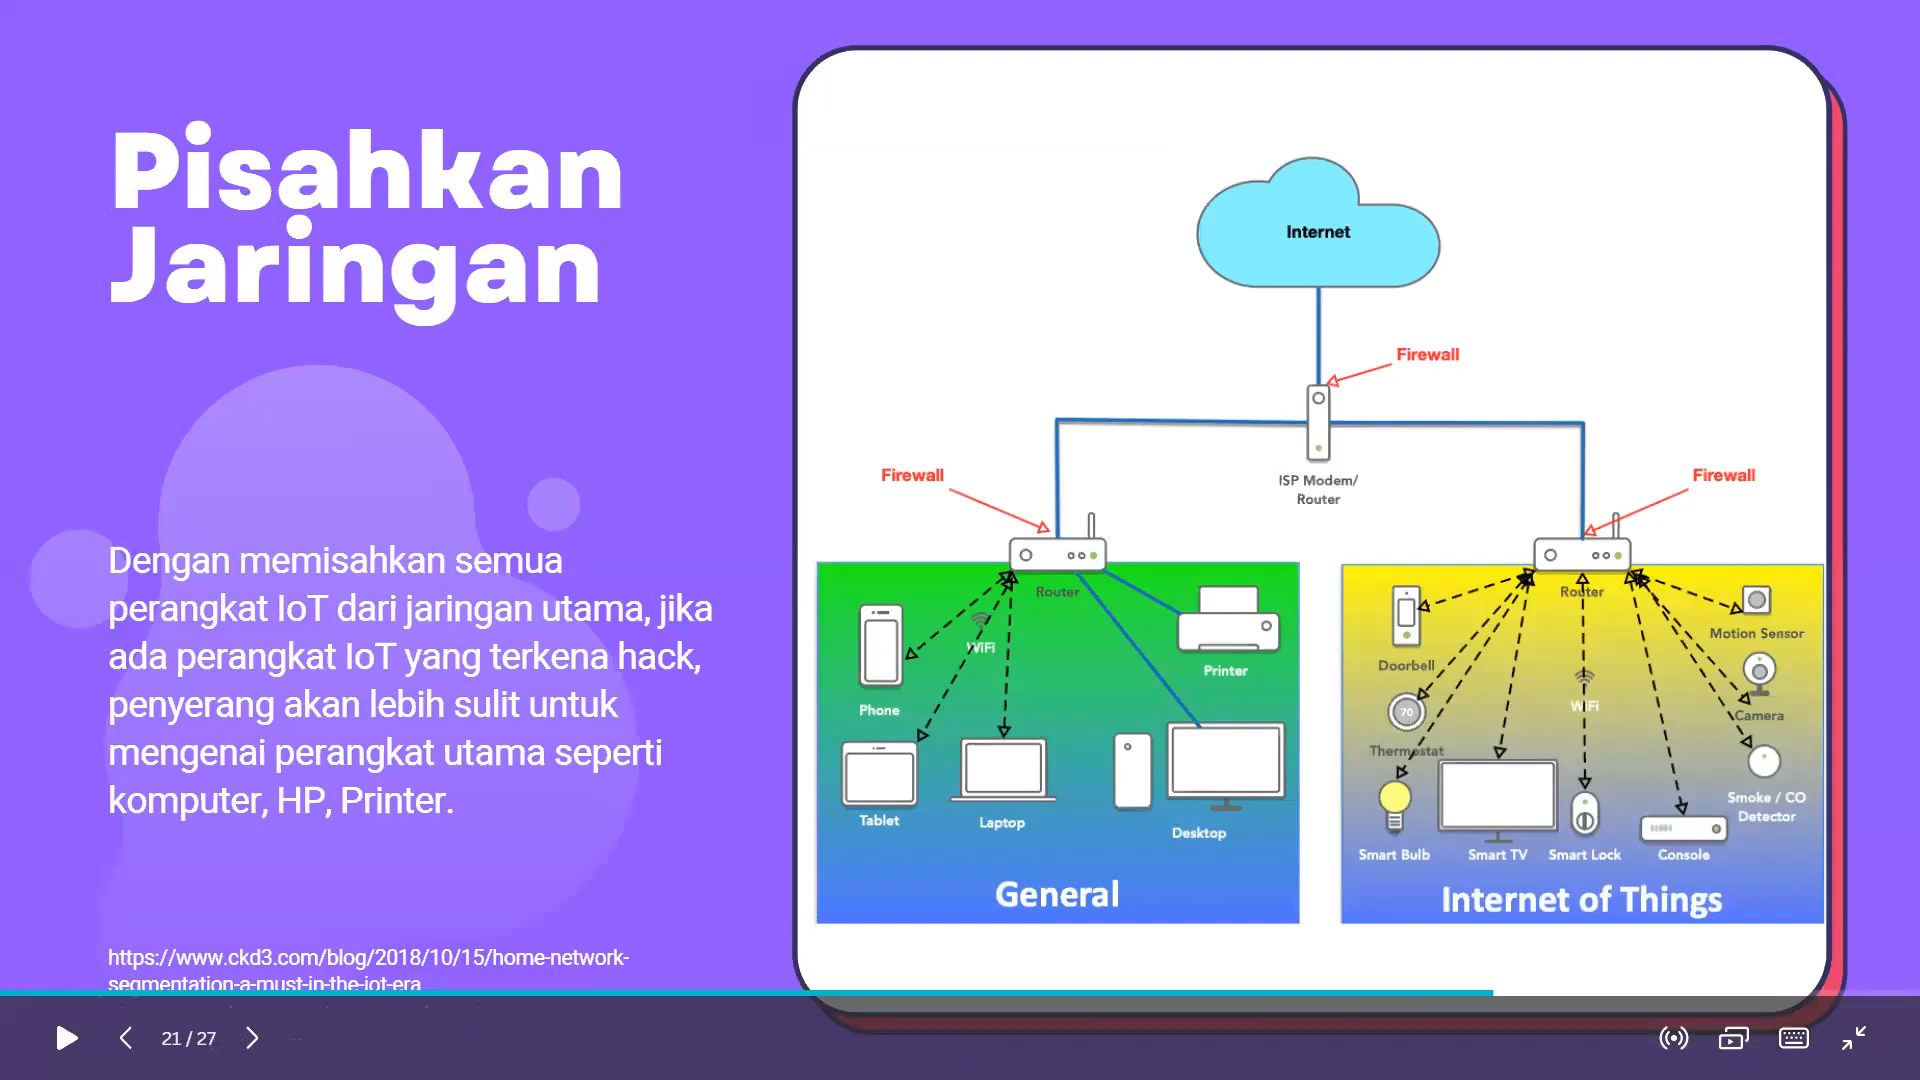 Pisahkan
Jaringan
Dengan memisahkan semua
perangkat IoT dari jaringan utama, jika
ada perangkat IoT yang terkena hack,
penyerang akan lebih sulit untuk
mengenai perangkat utama seperti
komputer, HP, Printer.
https://www.ckd3.com/blog/2018/10/15/home-network-
segmentation-a-must-in-the-iot-era
Internet
Firewall
ISP Modem/
Router
Firewall
Firewall
Router
WiFi
Phone
Printer
Tablet
Laptop
Desktop
General
Router
Motion Sensor
Doorbell
WiFi
Camera
70
Thermostat
Smoke / CO
Detector
Smart Bulb
Smart TV
Smart Lock
Console
Internet of Things
21 / 27